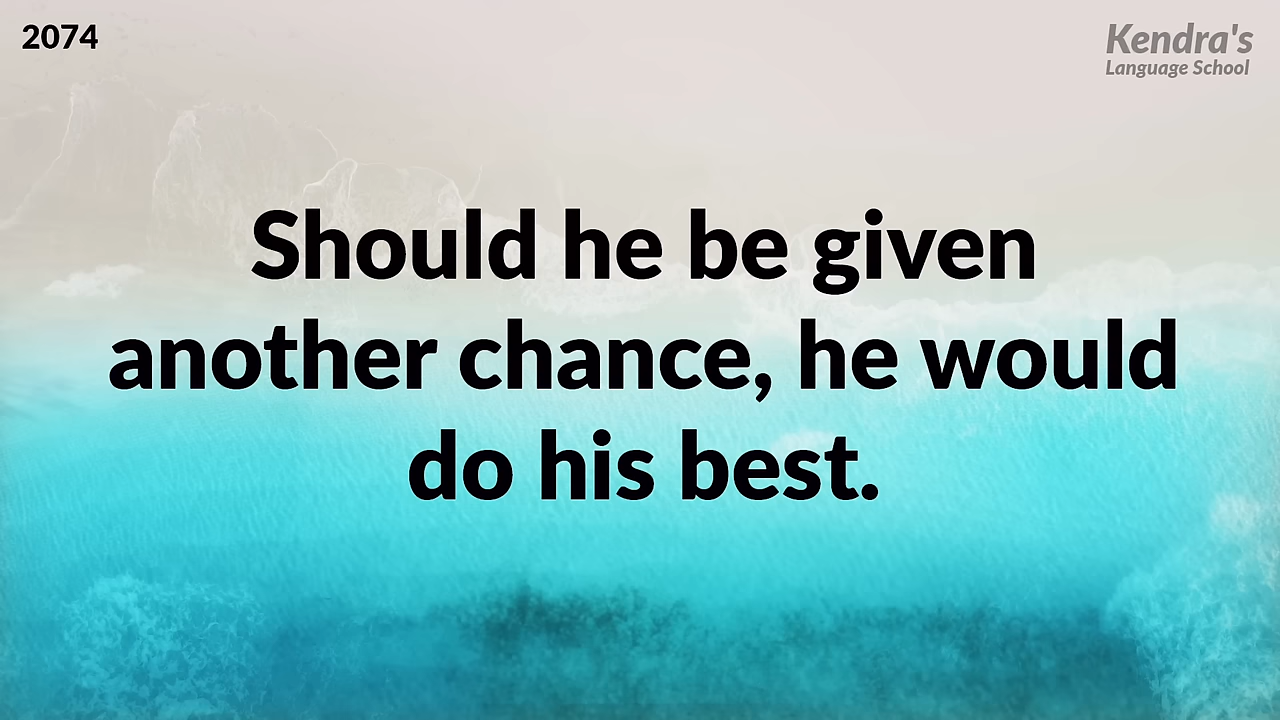 2074
Kendra's
Language School
Should he be given
another chance, he would
do his best.